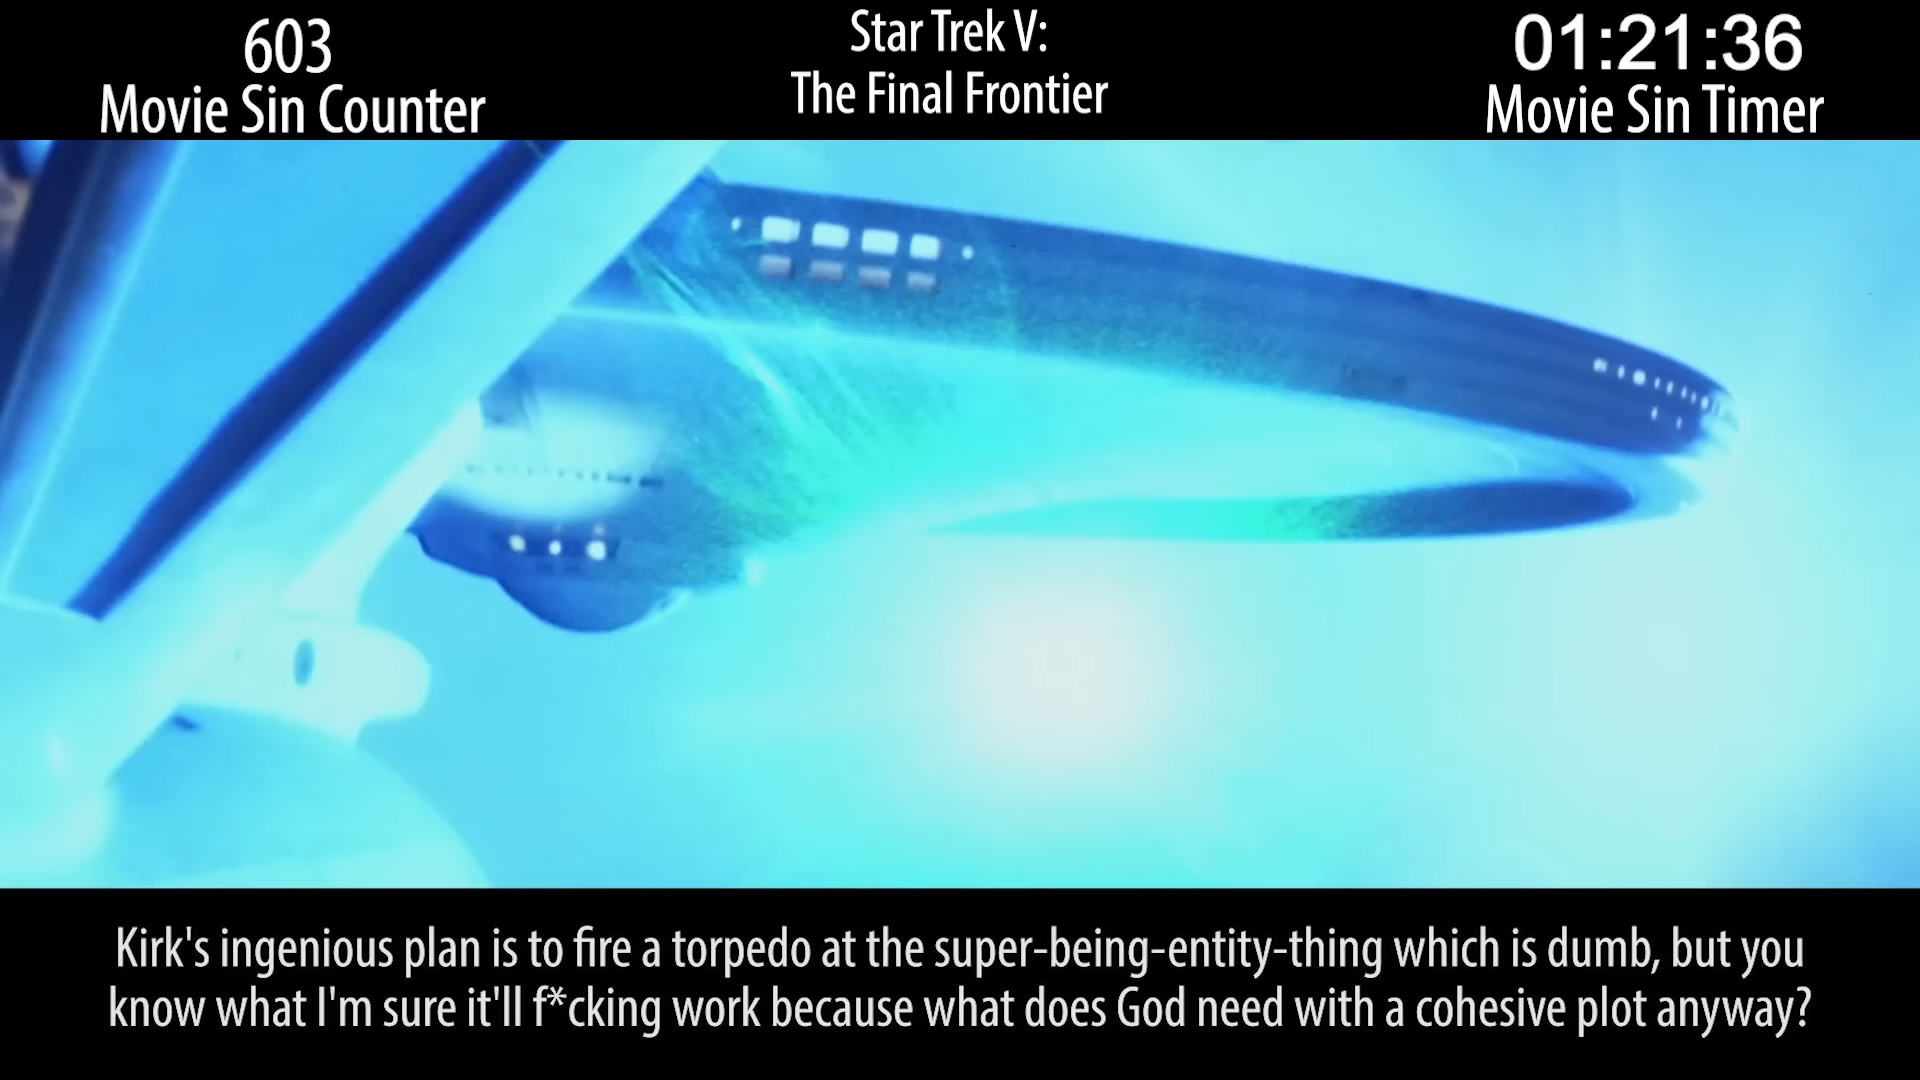 603
Movie Sin Counter
Star Trek V:
The Final Frontier
01:21:36
Movie Sin Timer
Kirk's ingenious plan is to fire a torpedo at the super-being-entity-thing which is dumb, but you
know what I'm sure it'll f*cking work because what does God need with a cohesive plot anyway?